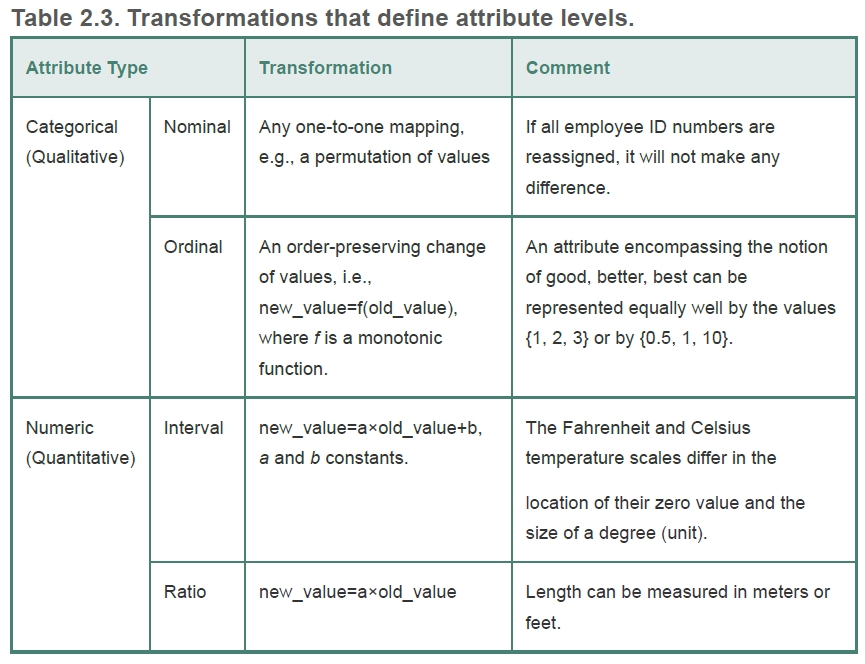 Table 2.3. Transformations that define attribute levels.
Attribute Type
Transformation
Comment
Categorical
(Qualitative)
Nominal
Any one-to-one mapping,
e.g., a permutation of values
If all employee ID numbers are
reassigned, it will not make any
difference.
Ordinal
An order-preserving change
of values, i.e.,
new_value=f(old_value),
where f is a monotonic
function.
An attribute encompassing the notion
of good, better, best can be
represented equally well by the values
{1, 2, 3} or by {0.5, 1, 10}.
Numeric
(Quantitative)
Interval
new_value=a×old_value+b,
a and b constants.
The Fahrenheit and Celsius
temperature scales differ in the
location of their zero value and the
size of a degree (unit).
Ratio
new_value=a×old_value
Length can be measured in meters or
feet.